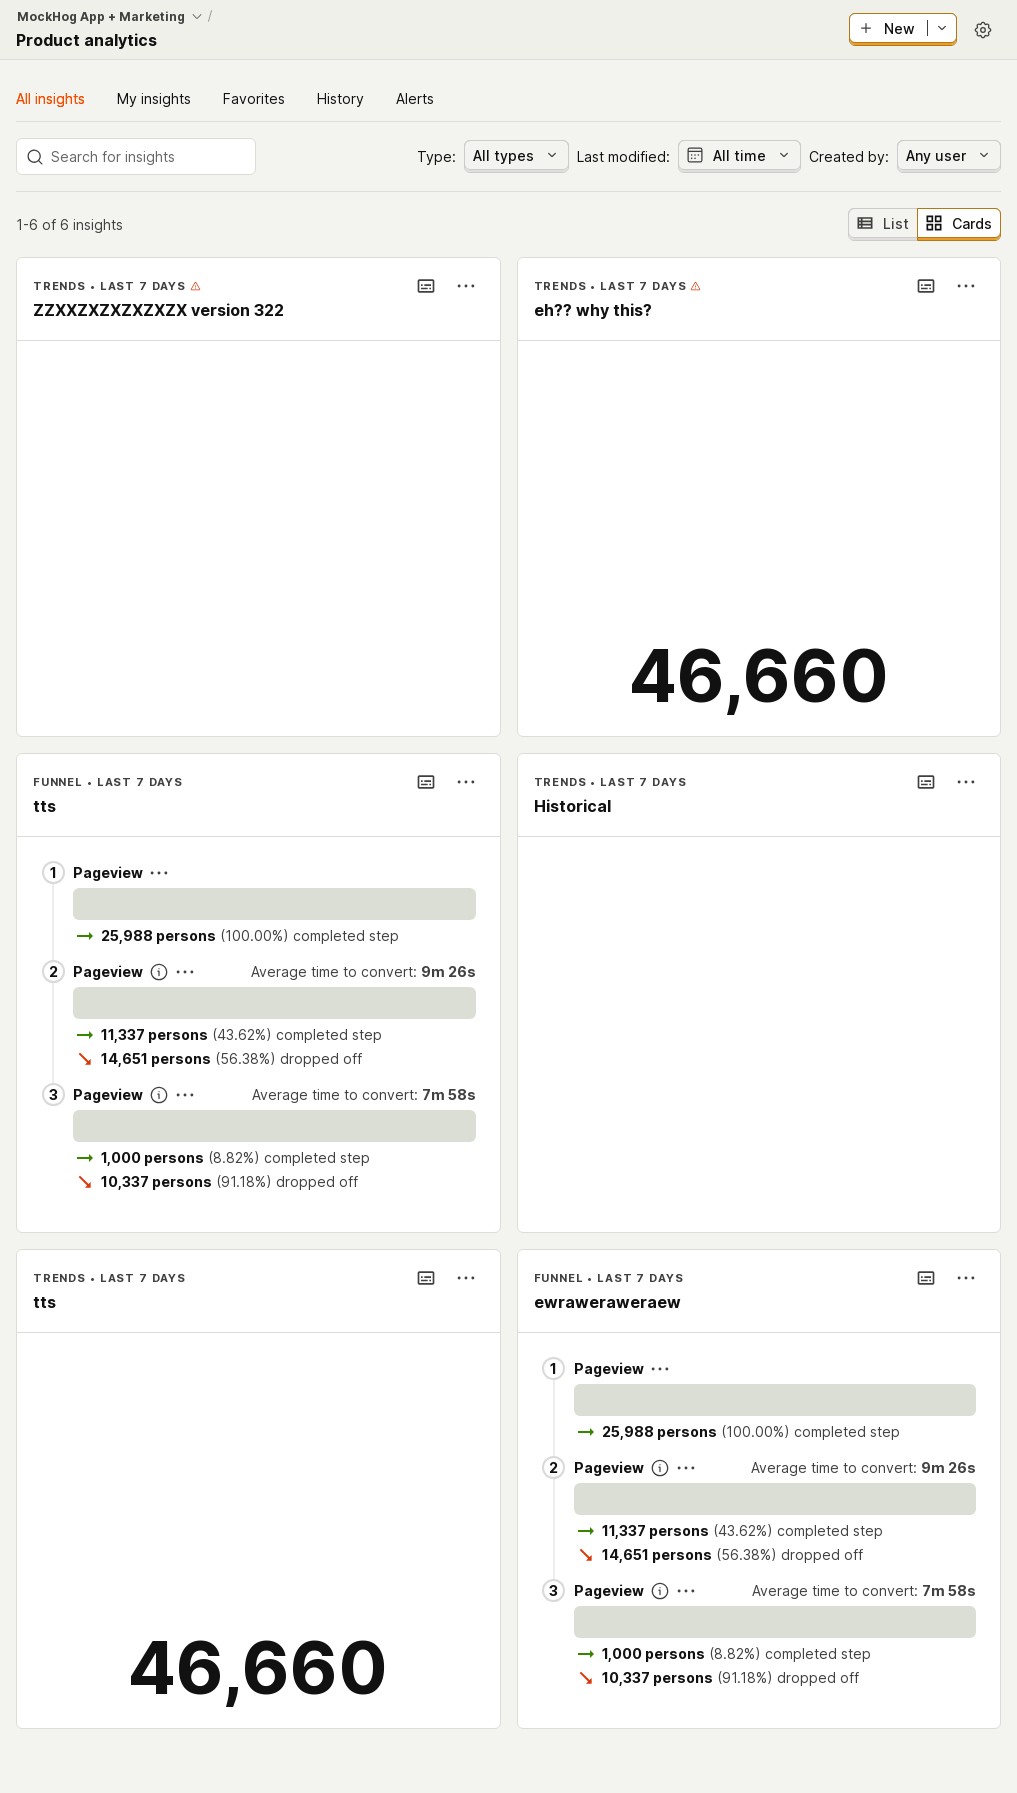 MockHog App + Marketing /
Product analytics
New
All insights My insights Favorites History Alerts
Search for insights Type: All types Last modified: All time Created by: Any user
1-6 of 6 insights List Cards
TRENDS • LAST 7 DAYS
ZZXXZXZXZXZXZX version 322
TRENDS • LAST 7 DAYS
eh?? why this?
46,660
FUNNEL • LAST 7 DAYS
tts
1 Pageview
25,988 persons (100.00%) completed step
2 Pageview Average time to convert: 9m 26s
11,337 persons (43.62%) completed step
14,651 persons (56.38%) dropped off
3 Pageview Average time to convert: 7m 58s
1,000 persons (8.82%) completed step
10,337 persons (91.18%) dropped off
TRENDS • LAST 7 DAYS
Historical
TRENDS • LAST 7 DAYS
tts
46,660
FUNNEL • LAST 7 DAYS
ewraweraweraew
1 Pageview
25,988 persons (100.00%) completed step
2 Pageview Average time to convert: 9m 26s
11,337 persons (43.62%) completed step
14,651 persons (56.38%) dropped off
3 Pageview Average time to convert: 7m 58s
1,000 persons (8.82%) completed step
10,337 persons (91.18%) dropped off